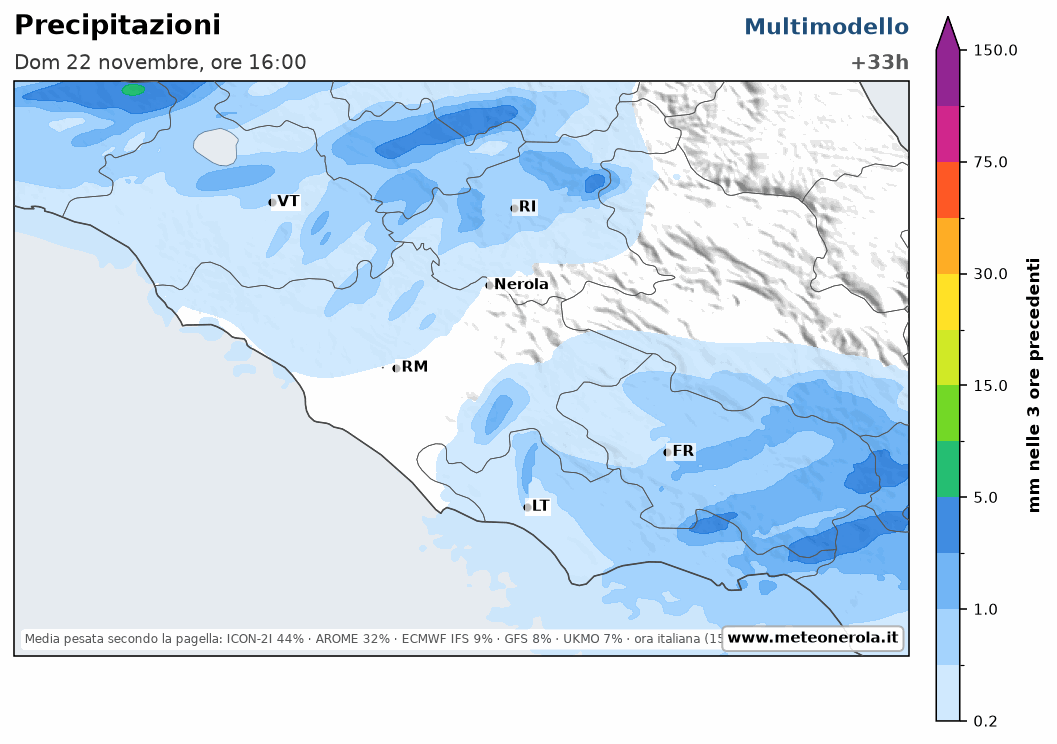 Precipitazioni
Multimodello
Dom 22 novembre, ore 16:00
+33h
150.0
75.0
30.0
15.0
5.0
1.0
0.2
mm nelle 3 ore precedenti
VT
RI
Nerola
RM
FR
LT
Media pesata secondo la pagella: ICON-2I 44% · AROME 32% · ECMWF IFS 9% · GFS 8% · UKMO 7% · ora italiana (15
www.meteonerola.it